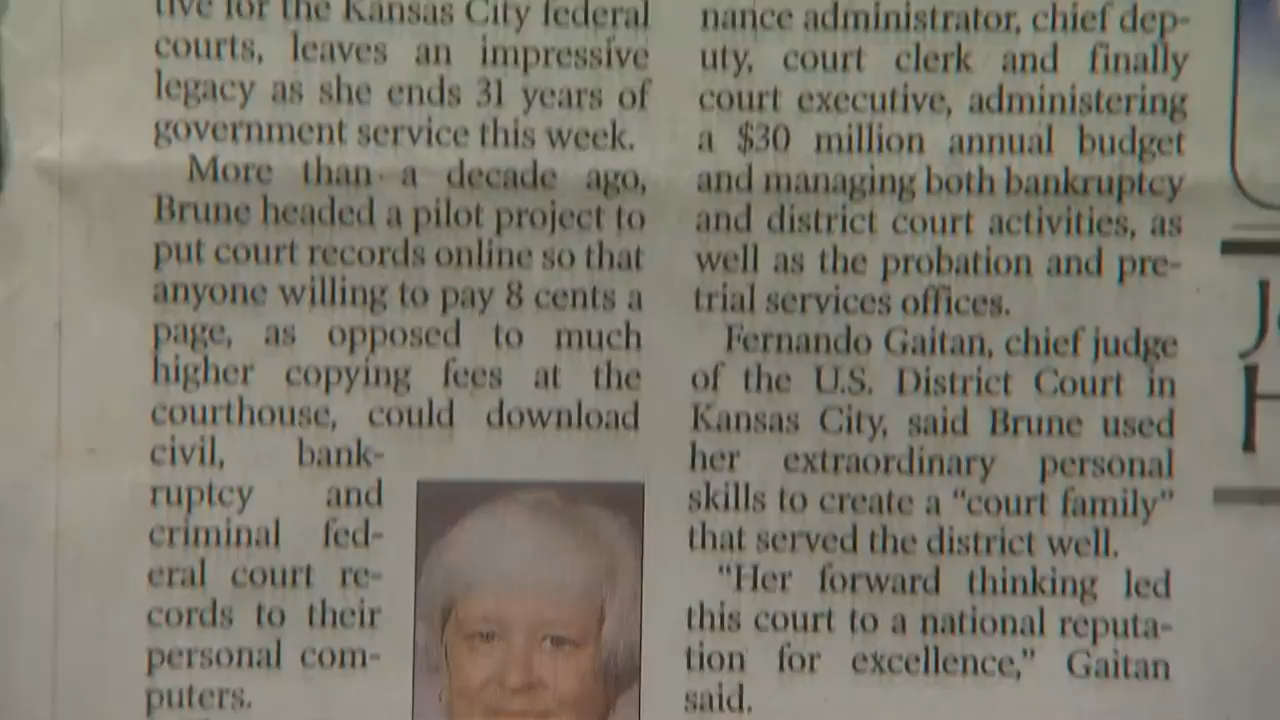 tive for the Kansas City federal
courts, leaves an impressive
legacy as she ends 31 years of
government service this week.
More than a decade ago,
Brune headed a pilot project to
put court records online so that
anyone willing to pay 8 cents a
page, as opposed to much
higher copying fees at the
courthouse, could download
civil, bank-
ruptcy and
criminal fed-
eral court re-
cords to their
personal com-
puters.
nance administrator, chief dep-
uty, court clerk and finally
court executive, administering
a $30 million annual budget
and managing both bankruptcy
and district court activities, as
well as the probation and pre-
trial services offices.
Fernando Gaitan, chief judge
of the U.S. District Court in
Kansas City, said Brune used
her extraordinary personal
skills to create a “court family”
that served the district well.
“Her forward thinking led
this court to a national reputa-
tion for excellence,” Gaitan
said.